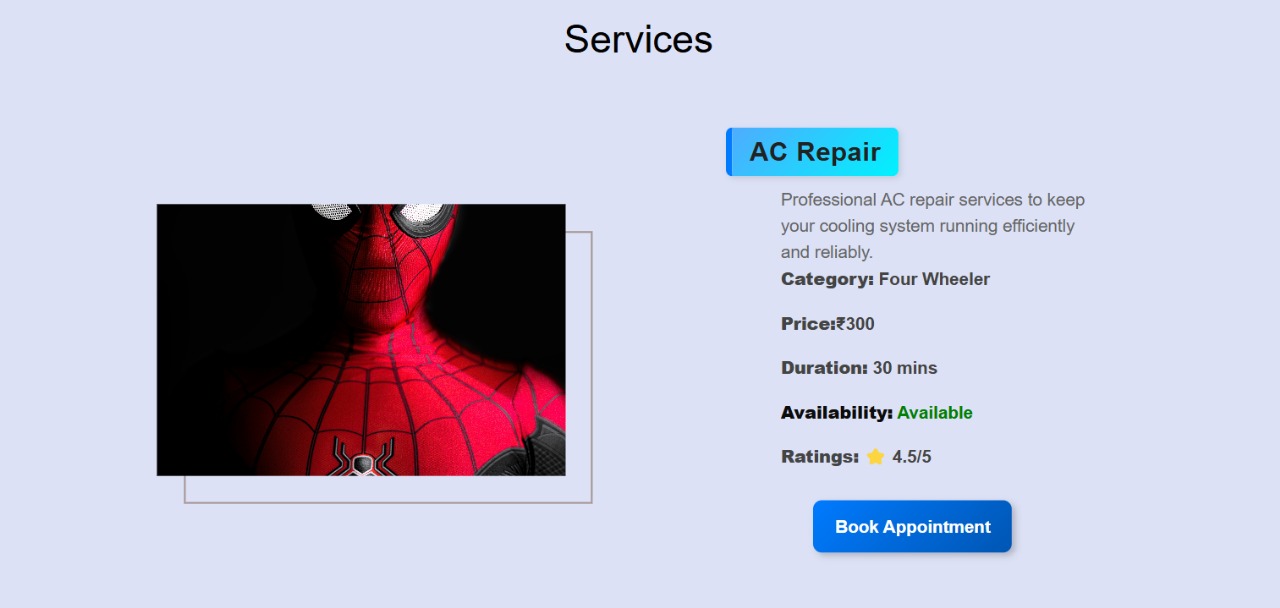 Services
AC Repair
Professional AC repair services to keep
your cooling system running efficiently
and reliably.
Category: Four Wheeler
Price:₹300
Duration: 30 mins
Availability: Available
Ratings: ⭐ 4.5/5
Book Appointment